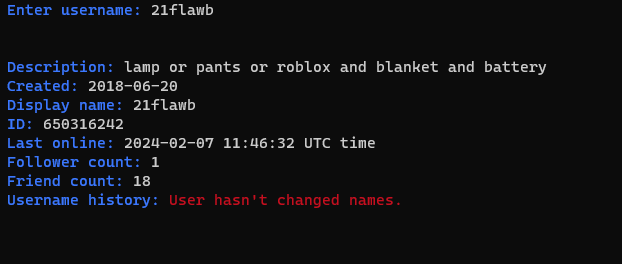 Enter username: 21flawb
Description: lamp or pants or roblox and blanket and battery
Created: 2018-06-20
Display name: 21flawb
ID: 650316242
Last online: 2024-02-07 11:46:32 UTC time
Follower count: 1
Friend count: 18
Username history: User hasn't changed names.